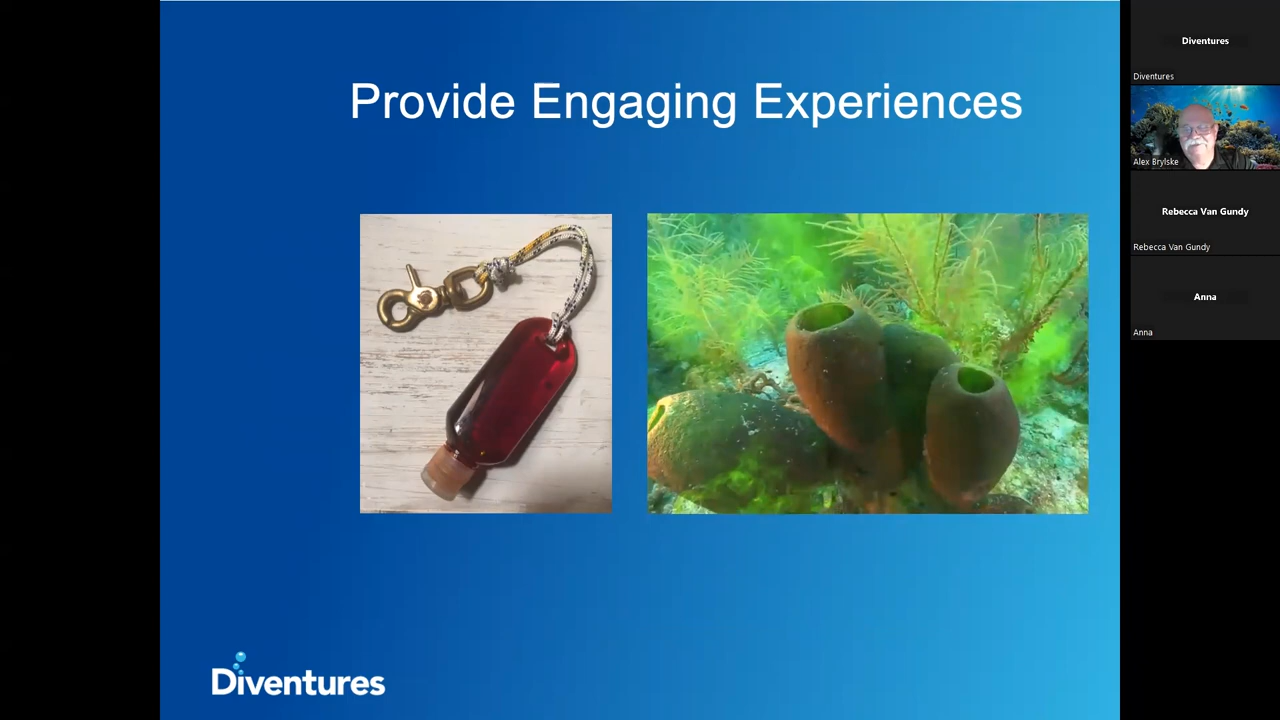 Provide Engaging Experiences
Diventures
Diventures
Diventures
Alex Brylske
Rebecca Van Gundy
Rebecca Van Gundy
Anna
Anna